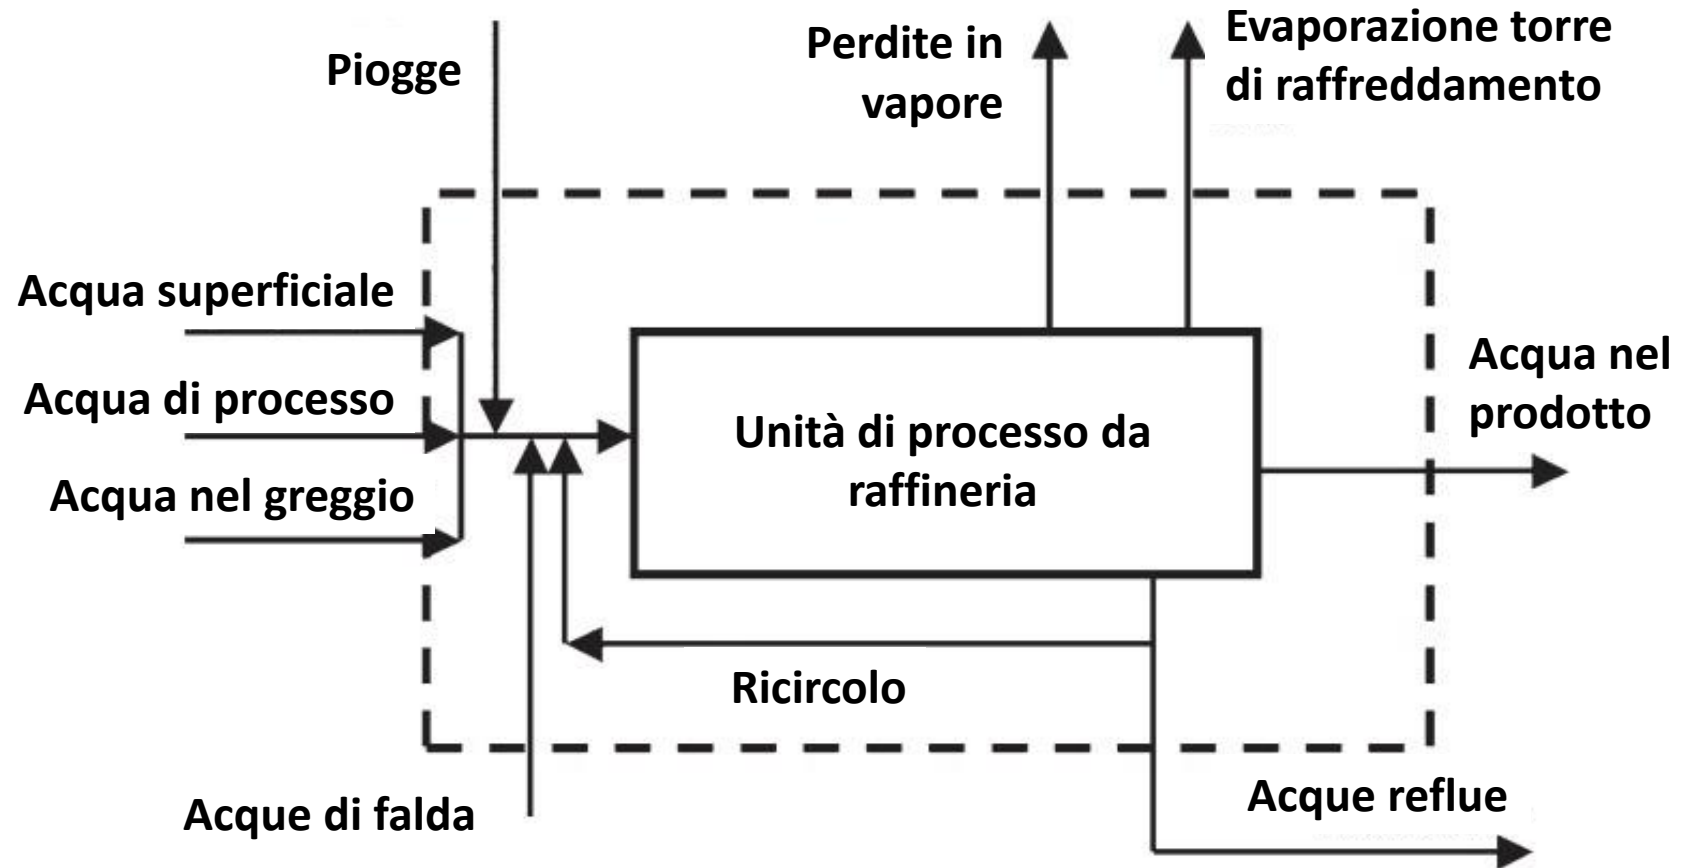 Piogge
Perdite in
vapore
Evaporazione torre
di raffreddamento
Acqua superficiale
Acqua di processo
Acqua nel greggio
Unità di processo da
raffineria
Acqua nel
prodotto
Ricircolo
Acque di falda
Acque reflue